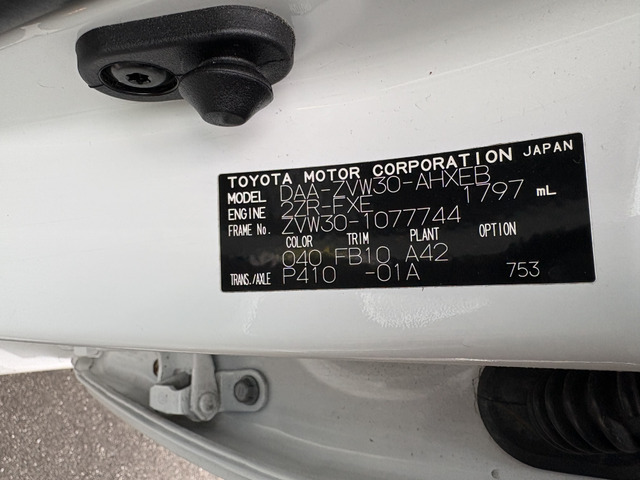 TOYOTA MOTOR CORPORATION JAPAN
MODEL DAA-ZVW30-AHXEB
ENGINE 2ZR-FXE 1797 mL
FRAME No. ZVW30-1077744
COLOR TRIM PLANT OPTION
040 FB10 A42
TRANS./AXLE P410 -01A 753